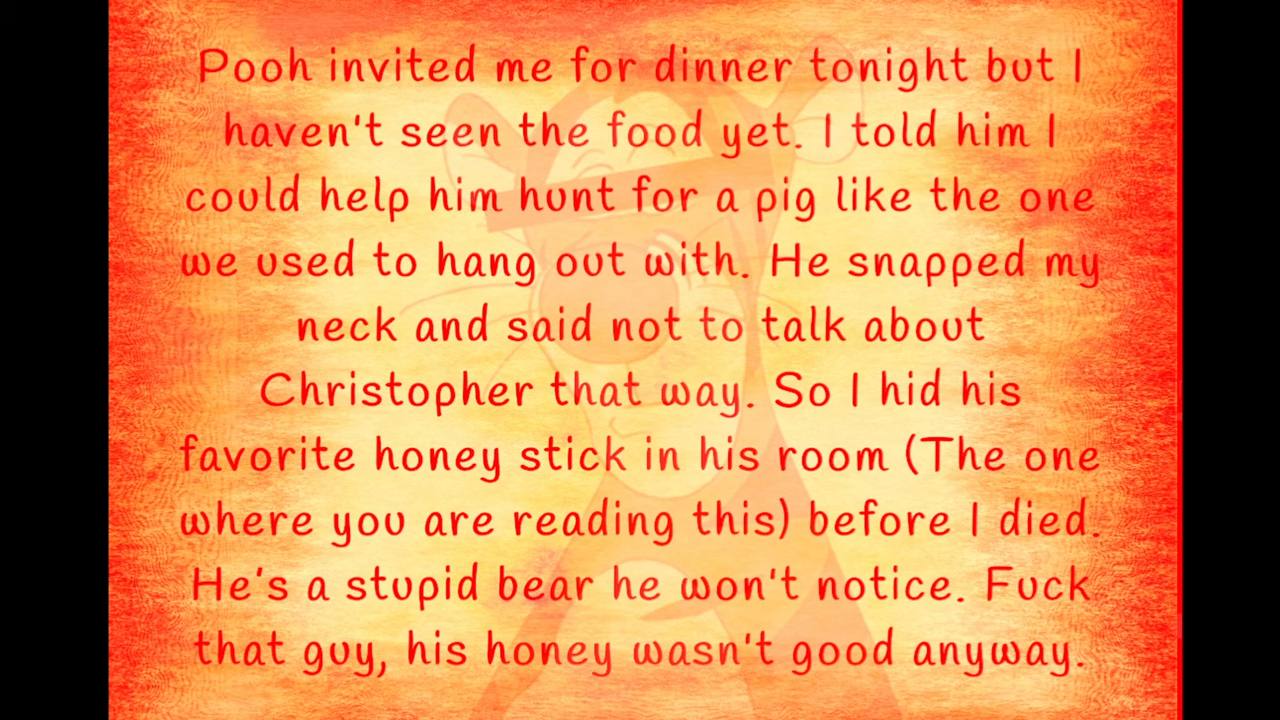 Pooh invited me for dinner tonight but I
haven't seen the food yet. I told him I
could help him hunt for a pig like the one
we used to hang out with. He snapped my
neck and said not to talk about
Christopher that way. So I hid his
favorite honey stick in his room (The one
where you are reading this) before I died.
He's a stupid bear he won't notice. Fuck
that guy, his honey wasn't good anyway.